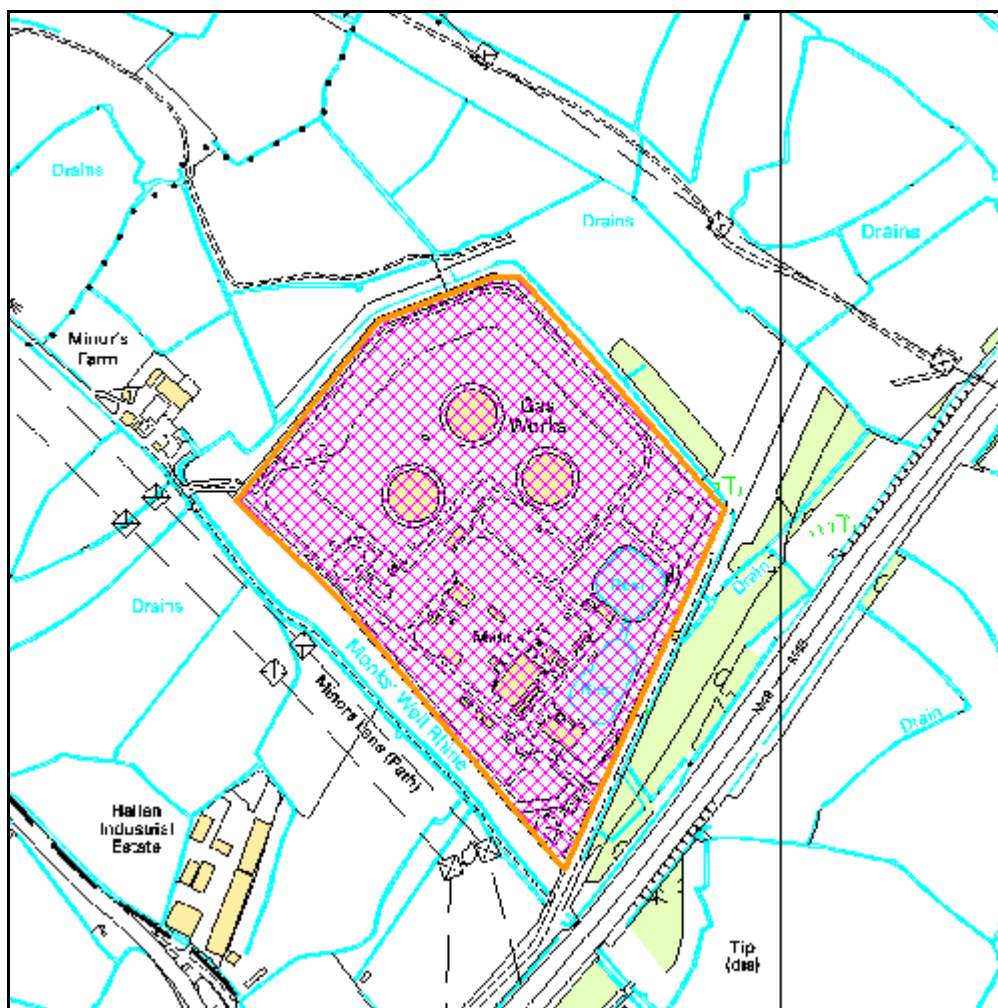 Drains
Drains
Drains
Minor's
Farm
Gas
Works
Drain
Drains
Monks' Well Rhine
Minors Lane (Path)
Drain
Hallen
Industrial
Estate
Tip
(dis)